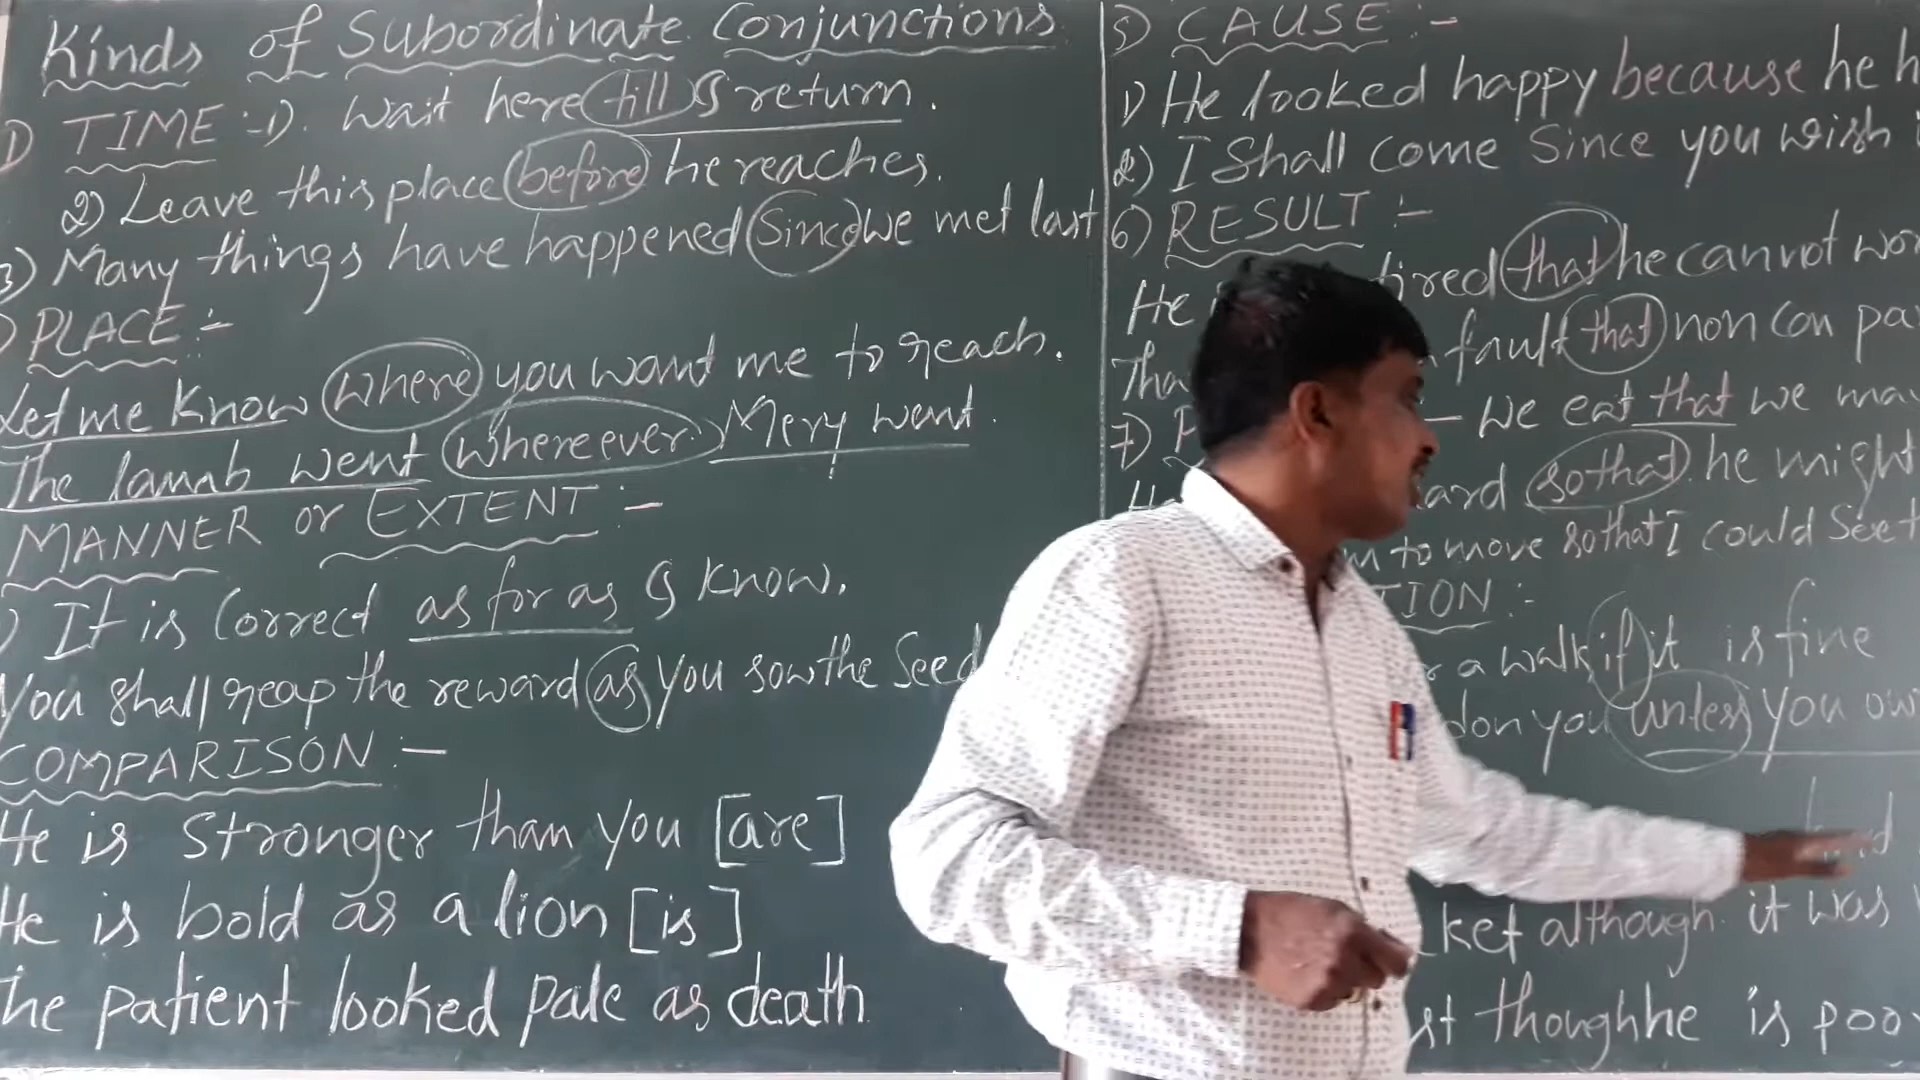 Kinds of Subordinate Conjunctions
1) TIME :- 1). Wait here till I return.
2) Leave this place before he reaches.
3) Many things have happened since we met last
PLACE :-
Let me know where you want me to reach.
The lamb went whereever Mery went.
MANNER or EXTENT :-
) It is correct as for as I know.
You shall reap the reward as you sow the seed
COMPARISON :-
He is stronger than you [are]
He is bold as a lion [is]
The patient looked pale as death
5) CAUSE :-
1) He looked happy because he h
2) I shall come since you wish
6) RESULT :-
He tired that he cannot wor
Tha fault that non can pa
7) P — We eat that we may
ard so that he might
m to move so that I could see t
TION :-
r a walk if it is fine
don you unless you ow
ket although it was
st though he is poor